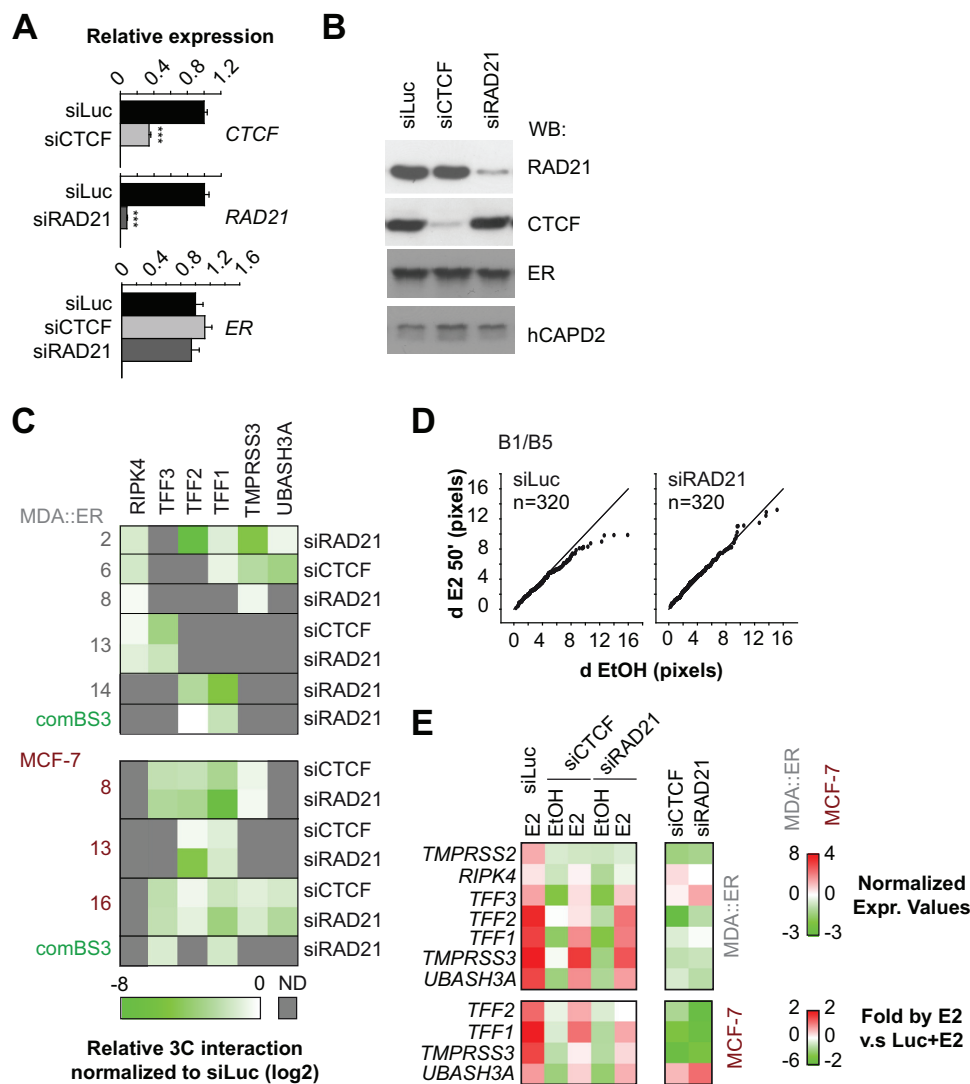 A
Relative expression
0 0.4 0.8 1.2
siLuc
siCTCF
***
CTCF
siLuc
siRAD21
***
RAD21
0 0.4 0.8 1.2 1.6
siLuc
siCTCF
siRAD21
ER
B
siLuc siCTCF siRAD21
WB:
RAD21
CTCF
ER
hCAPD2
C
RIPK4 TFF3 TFF2 TFF1 TMPRSS3 UBASH3A
MDA::ER
2 siRAD21
6 siCTCF
8 siRAD21
13 siCTCF
siRAD21
14 siRAD21
comBS3 siRAD21
MCF-7
8 siCTCF
siRAD21
13 siCTCF
siRAD21
16 siCTCF
siRAD21
comBS3 siRAD21
-8 0 ND
Relative 3C interaction
normalized to siLuc (log2)
D
B1/B5
siLuc
n=320
siRAD21
n=320
d E2 50' (pixels)
16
12
8
4
0
0 4 8 12 16
0 4 8 12 16
d EtOH (pixels)
E
siLuc siCTCF siRAD21
E2 EtOH E2 EtOH E2
siCTCF siRAD21
TMPRSS2
RIPK4
TFF3
TFF2
TFF1
TMPRSS3
UBASH3A
MDA::ER
TFF2
TFF1
TMPRSS3
UBASH3A
MCF-7
MDA::ER MCF-7
8 4
0 0
-3 -3
Normalized
Expr. Values
2 2
0 0
-6 -2
Fold by E2
v.s Luc+E2